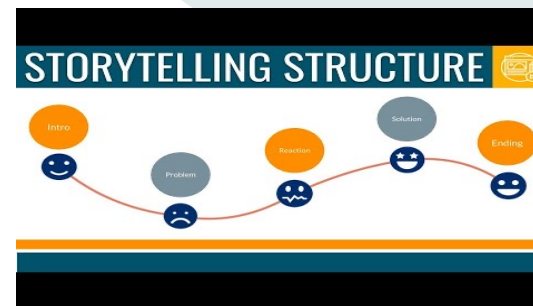 STORYTELLING STRUCTURE
Intro
Problem
Reaction
Solution
Ending